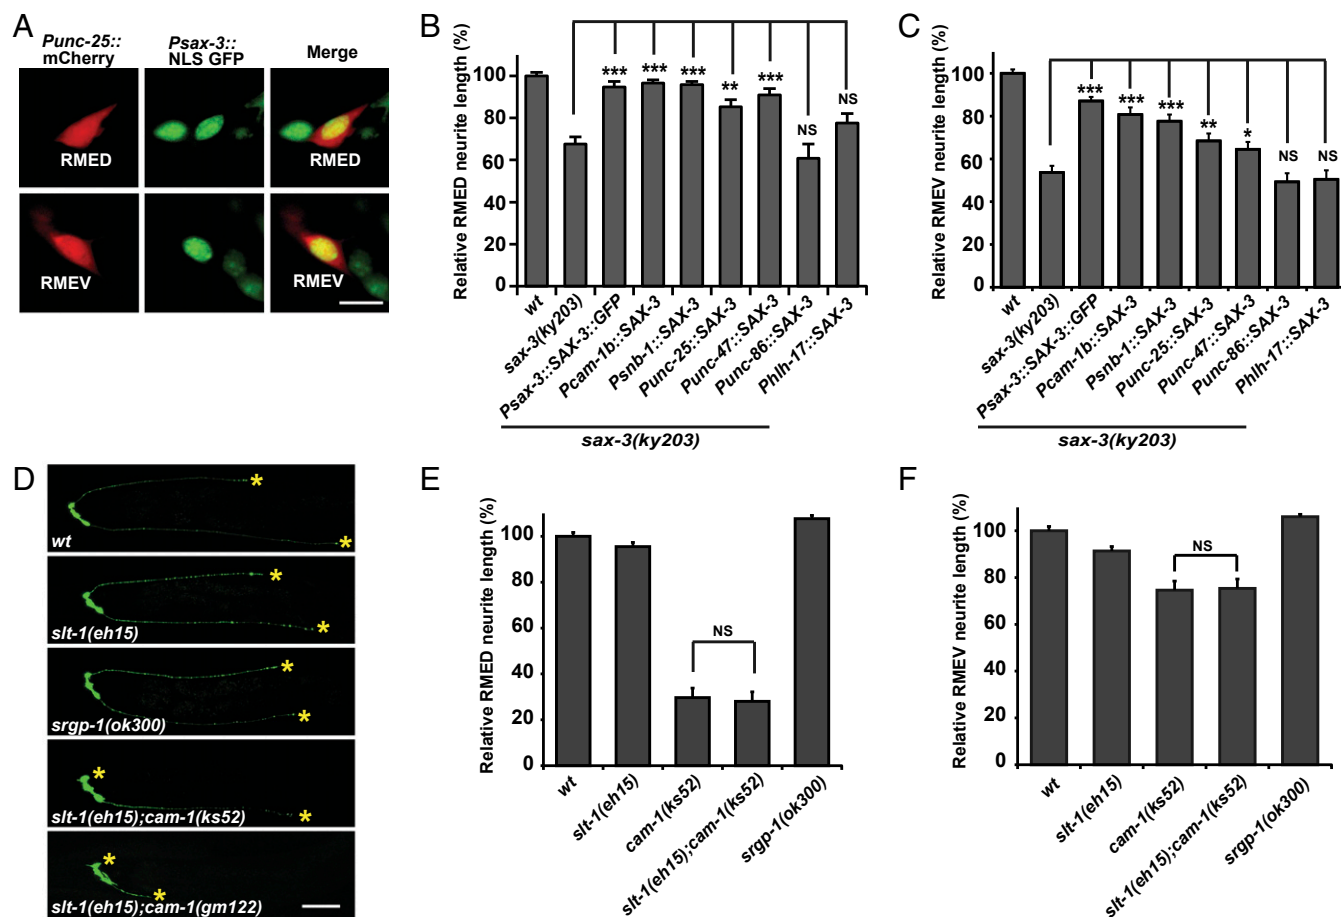 A
Punc-25::
mCherry
Psax-3::
NLS GFP
Merge
RMED
RMED
RMEV
RMEV
B
Relative RMED neurite length (%)
100
80
60
40
20
0
***
***
***
**
***
NS
NS
wt
sax-3(ky203)
Psax-3::SAX-3::GFP
Pcam-1b::SAX-3
Psnb-1::SAX-3
Punc-25::SAX-3
Punc-47::SAX-3
Punc-86::SAX-3
Phlh-17::SAX-3
sax-3(ky203)
C
Relative RMEV neurite length (%)
100
80
60
40
20
0
***
***
***
**
*
NS
NS
wt
sax-3(ky203)
Psax-3::SAX-3::GFP
Pcam-1b::SAX-3
Psnb-1::SAX-3
Punc-25::SAX-3
Punc-47::SAX-3
Punc-86::SAX-3
Phlh-17::SAX-3
sax-3(ky203)
D
*
*
wt
*
*
slt-1(eh15)
*
*
srgp-1(ok300)
*
*
slt-1(eh15);cam-1(ks52)
*
*
slt-1(eh15);cam-1(gm122)
E
Relative RMED neurite length (%)
100
80
60
40
20
0
NS
wt
slt-1(eh15)
cam-1(ks52)
slt-1(eh15);cam-1(ks52)
srgp-1(ok300)
F
Relative RMEV neurite length (%)
100
80
60
40
20
0
NS
wt
slt-1(eh15)
cam-1(ks52)
slt-1(eh15);cam-1(ks52)
srgp-1(ok300)